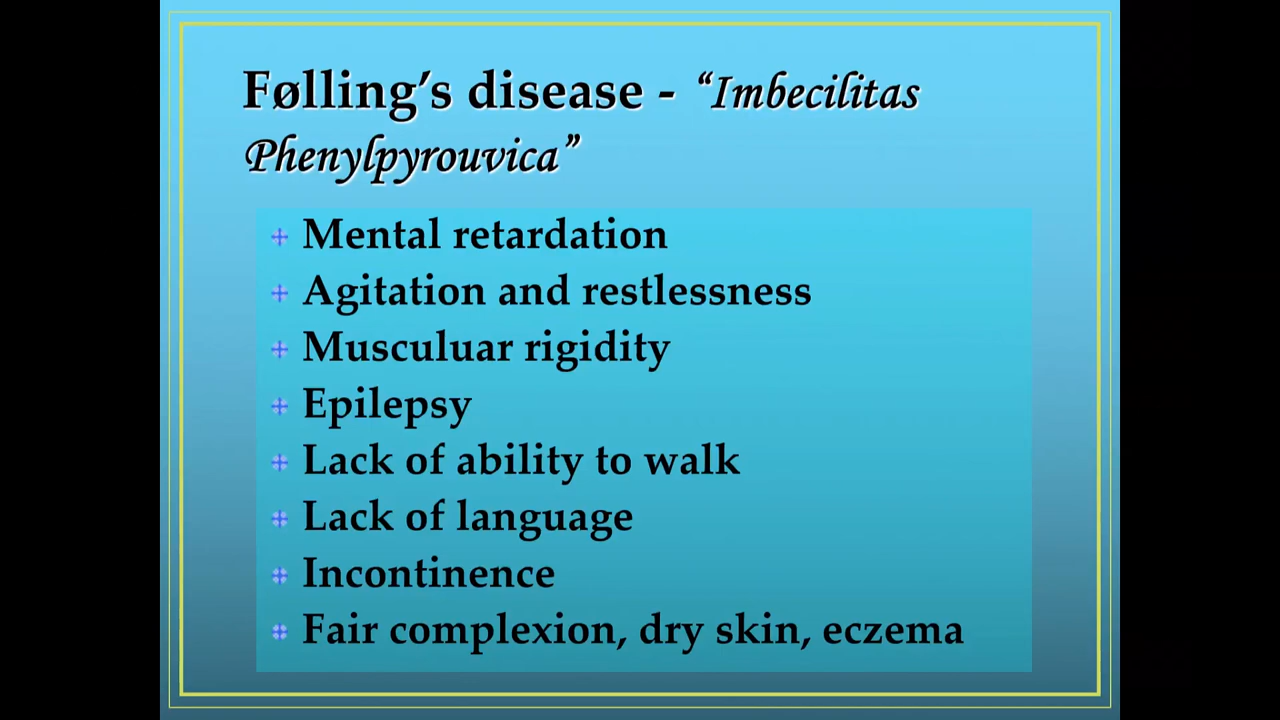 Følling’s disease - “Imbecilitas
Phenylpyrouvica”
Mental retardation
Agitation and restlessness
Musculuar rigidity
Epilepsy
Lack of ability to walk
Lack of language
Incontinence
Fair complexion, dry skin, eczema